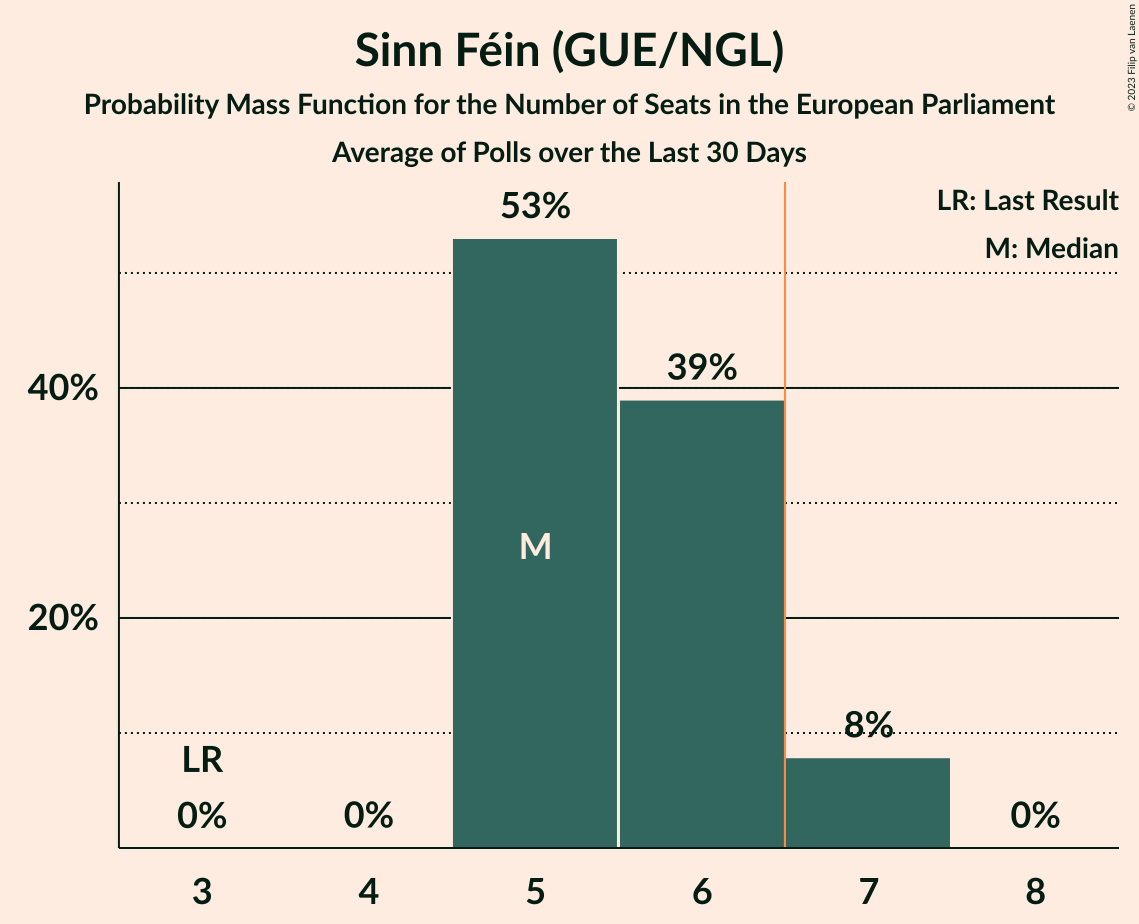 Sinn Féin (GUE/NGL)
Probability Mass Function for the Number of Seats in the European Parliament
Average of Polls over the Last 30 Days
© 2023 Filip van Laenen
LR: Last Result
M: Median
53%
39%
40%
M
20%
8%
LR
0%
0%
0%
3 4 5 6 7 8